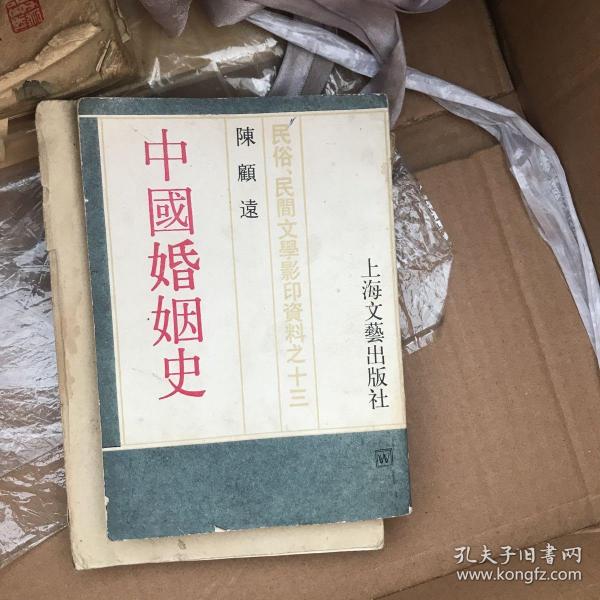 中國婚姻史
陳顧遠
民俗、民間文學影印資料之十三
上海文藝出版社
W
孔夫子旧书网
www.kongfz.com